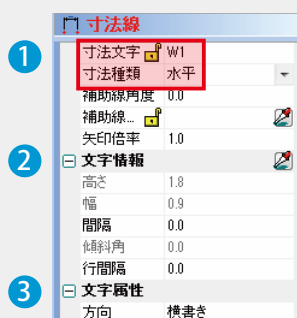 寸法線
1 寸法文字 W1
寸法種類 水平
補助線角度 0.0
補助線...
矢印倍率 1.0
2 文字情報
高さ 1.8
幅 0.9
間隔 0.0
傾斜角 0.0
行間隔 0.0
3 文字属性
方向 横書き